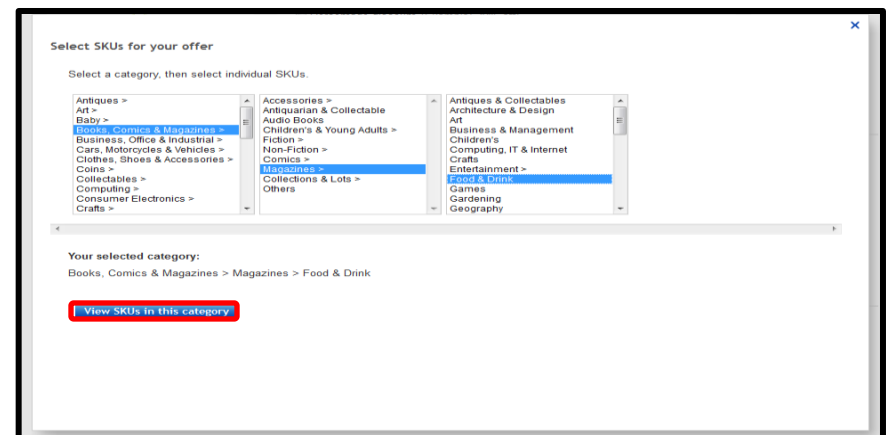 Select SKUs for your offer
Select a category, then select individual SKUs.
Antiques >
Art >
Baby >
Books, Comics & Magazines >
Business, Office & Industrial >
Cars, Motorcycles & Vehicles >
Clothes, Shoes & Accessories >
Coins >
Collectables >
Computing >
Consumer Electronics >
Crafts >
Accessories >
Antiquarian & Collectable
Audio Books
Children's & Young Adults >
Fiction >
Non-Fiction >
Comics >
Magazines >
Collections & Lots >
Others
Antiques & Collectables
Architecture & Design
Art
Business & Management
Children's
Computing, IT & Internet
Crafts
Entertainment >
Food & Drink
Games
Gardening
Geography
Your selected category:
Books, Comics & Magazines > Magazines > Food & Drink
View SKUs in this category